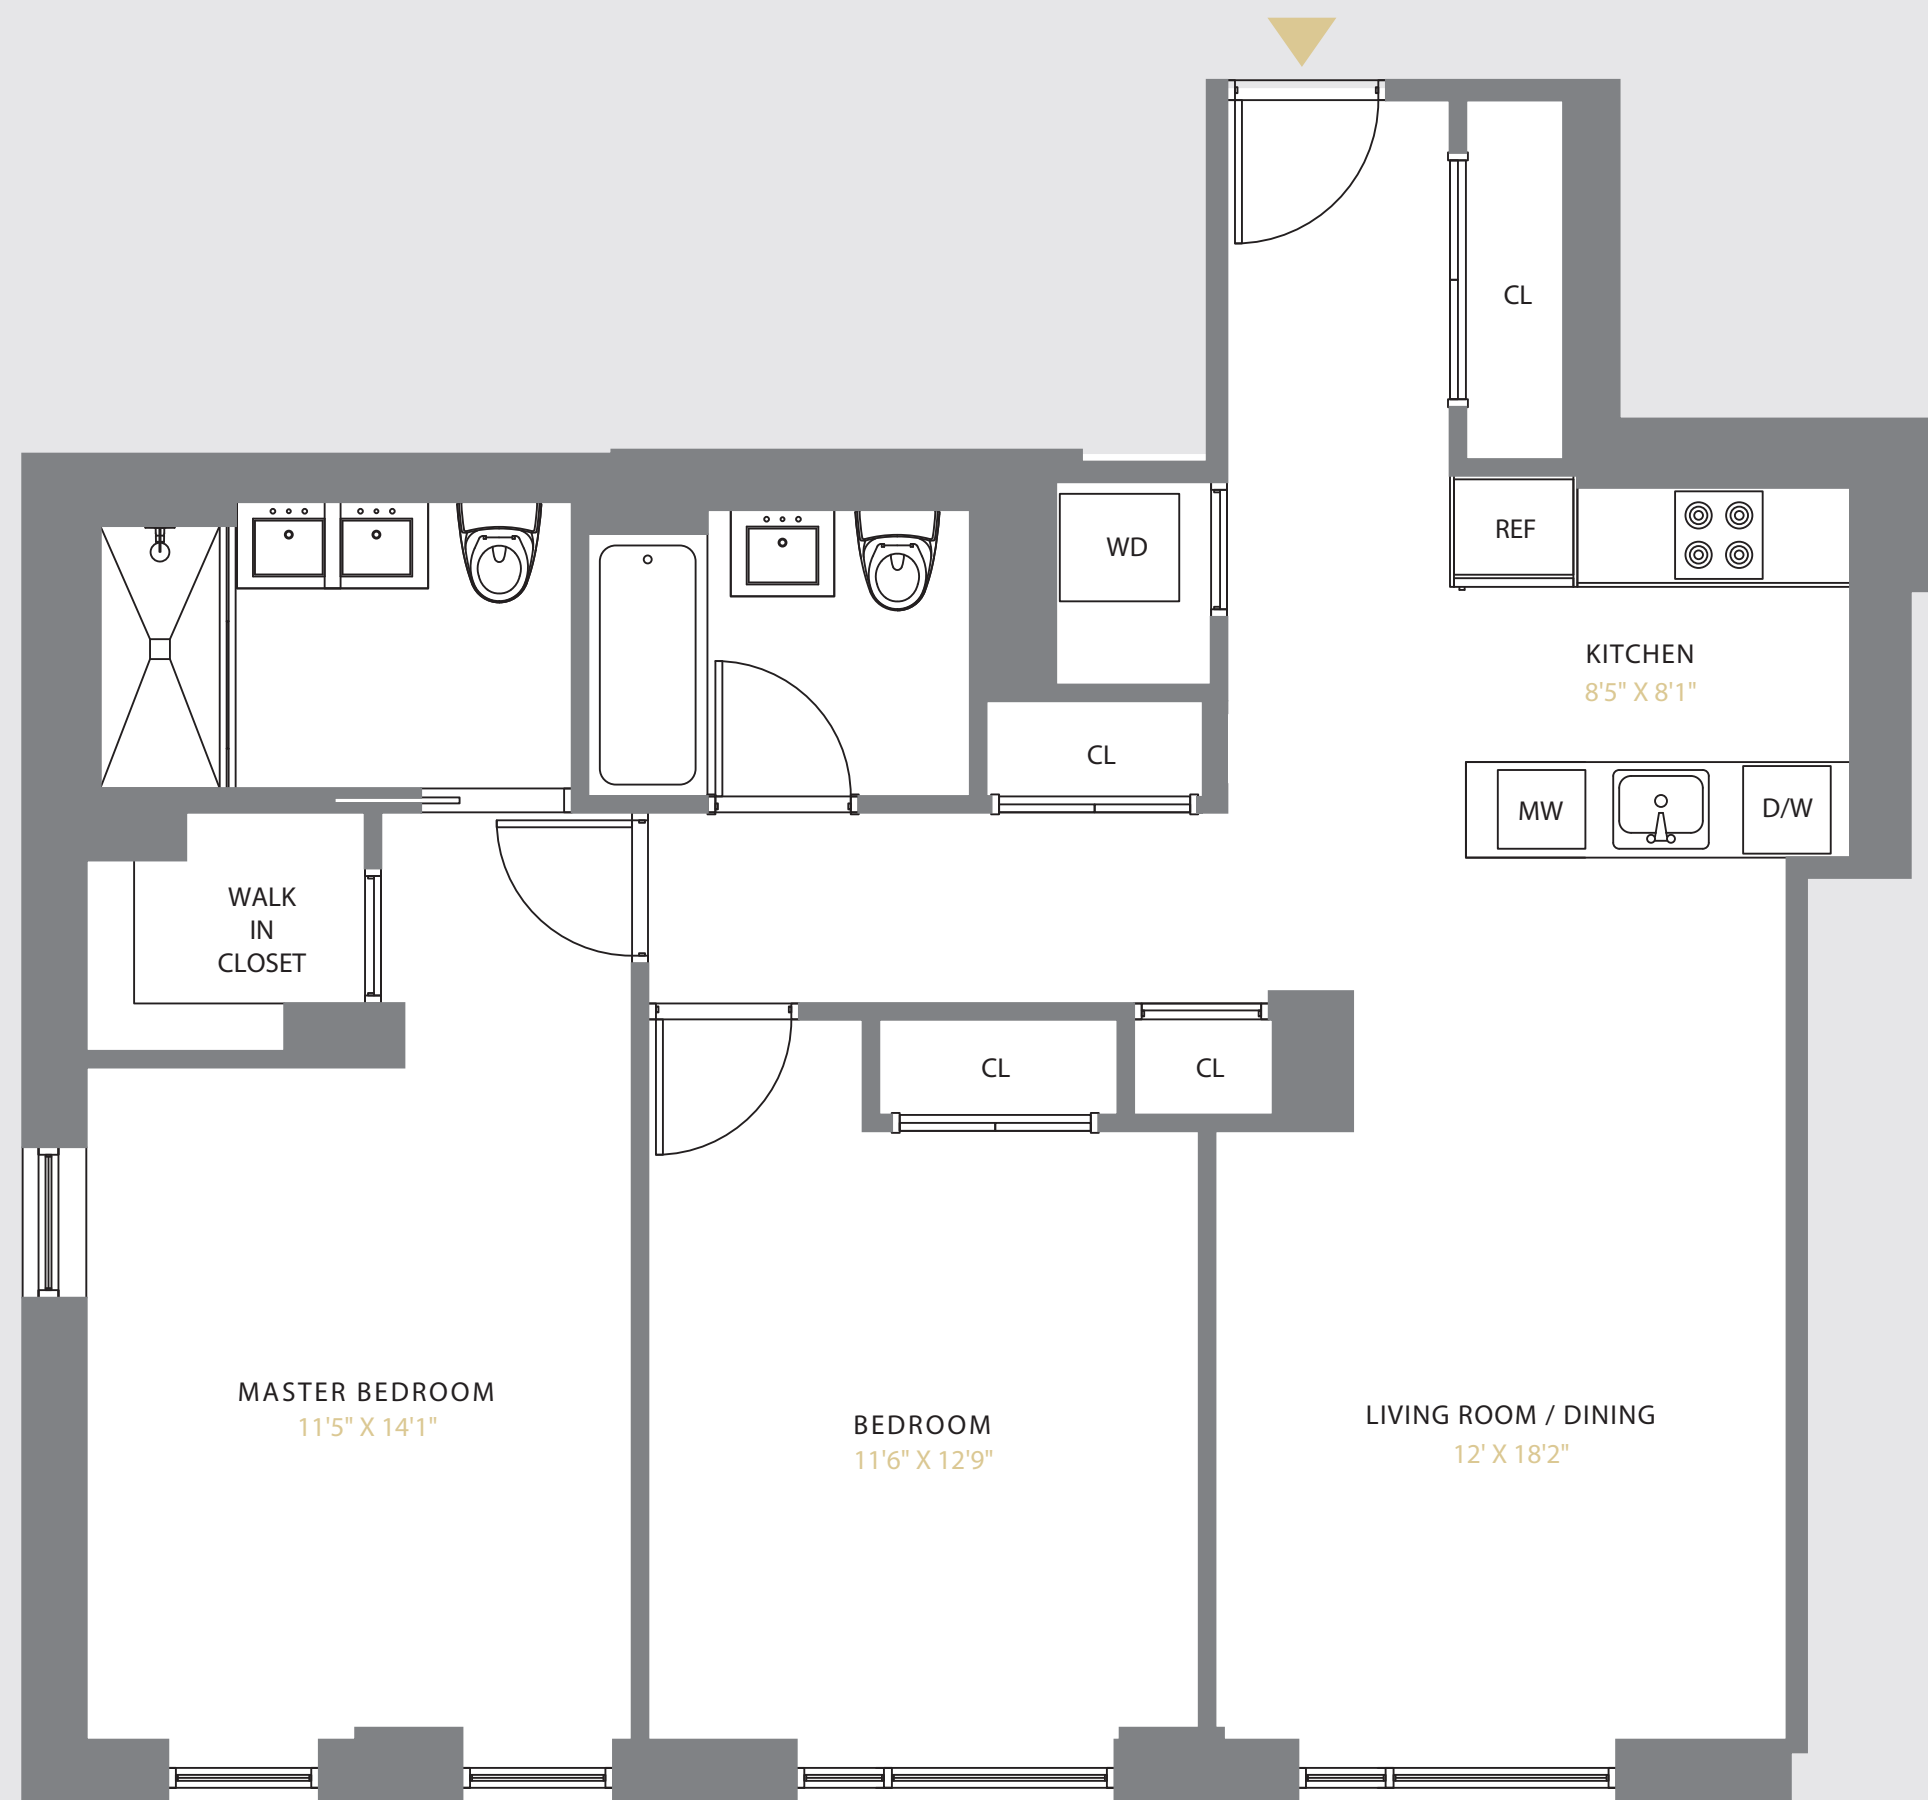 CL
REF
WD
KITCHEN
8'5" X 8'1"
CL
MW
D/W
WALK
IN
CLOSET
CL
CL
MASTER BEDROOM
11'5" X 14'1"
BEDROOM
11'6" X 12'9"
LIVING ROOM / DINING
12' X 18'2"